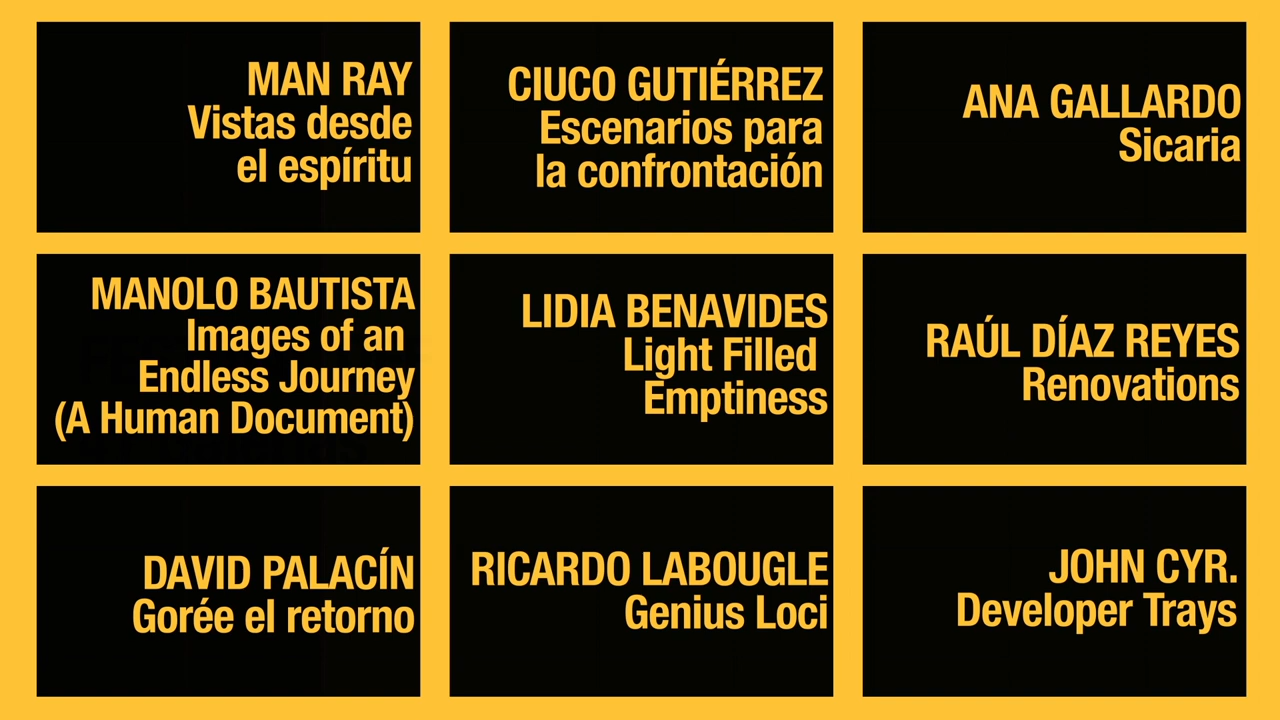 MAN RAY
Vistas desde
el espíritu
CIUCO GUTIÉRREZ
Escenarios para
la confrontación
ANA GALLARDO
Sicaria
MANOLO BAUTISTA
Images of an
Endless Journey
(A Human Document)
LIDIA BENAVIDES
Light Filled
Emptiness
RAÚL DÍAZ REYES
Renovations
DAVID PALACÍN
Gorée el retorno
RICARDO LABOUGLE
Genius Loci
JOHN CYR.
Developer Trays